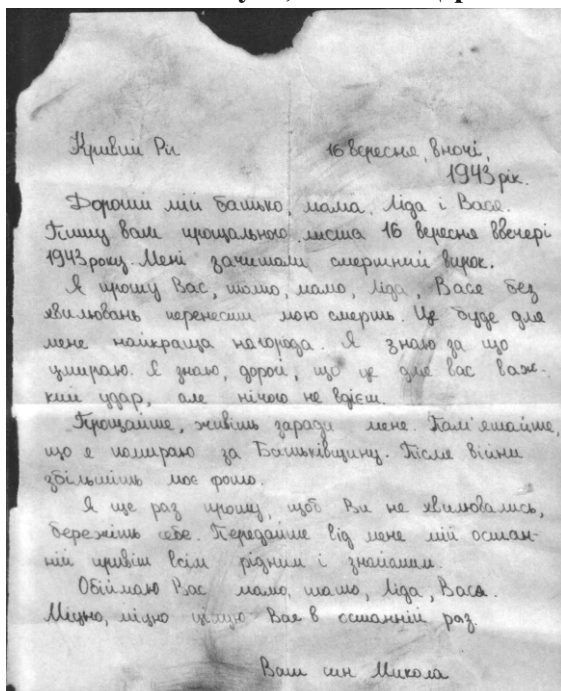 Кривий Ріг 16 вересня, вночі,
1943 рік.
Дорогий мій батько, мама, Ліда і Вася.
Пишу вам прощального листа 16 вересня ввечері
1943 року. Мені зачитали смертний вирок.
Я прошу Вас, тато, мамо, Ліда, Вася без
хвилювань перенести мою смерть. Це буде для
мене найкраща нагорода. Я знаю за що
умираю. Я знаю, дорогі, що це для вас важ-
кий удар, але нічого не вдієш.
Прощайте, живіть заради мене. Пам'ятайте,
що я помираю за Батьківщину. Після війни
збільшіть моє фото.
Я ще раз прошу, щоб Ви не хвилювались,
бережіть себе. Передайте від мене мій остан-
ній привіт всім рідним і знайомим.
Обіймаю Вас мамо, тато, Ліда, Вася.
Міцно, міцно цілую Вас в останній раз
Ваш син Микола